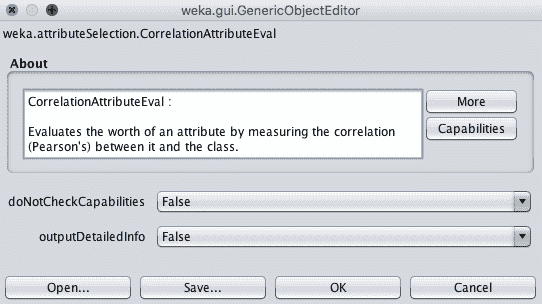 weka.gui.GenericObjectEditor
weka.attributeSelection.CorrelationAttributeEval
About
CorrelationAttributeEval :
Evaluates the worth of an attribute by measuring the correlation
(Pearson's) between it and the class.
More
Capabilities
doNotCheckCapabilities False
outputDetailedInfo False
Open... Save... OK Cancel